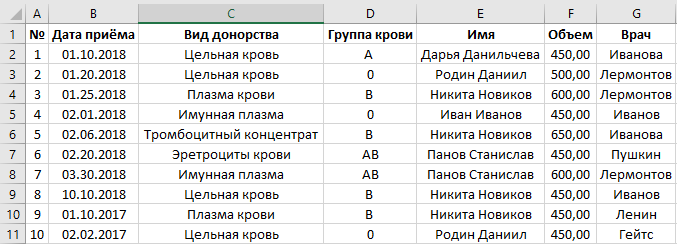 A B C D E F G
1 № Дата приёма Вид донорства Группа крови Имя Объем Врач
2 1 01.10.2018 Цельная кровь A Дарья Данильчева 450,00 Иванова
3 2 01.20.2018 Цельная кровь 0 Родин Даниил 500,00 Лермонтов
4 3 01.25.2018 Плазма крови B Никита Новиков 600,00 Лермонтов
5 4 02.01.2018 Имунная плазма 0 Иван Иванов 450,00 Иванов
6 5 02.06.2018 Тромбоцитный концентрат B Никита Новиков 650,00 Иванова
7 6 02.20.2018 Эретроциты крови AB Панов Станислав 450,00 Пушкин
8 7 03.30.2018 Имунная плазма AB Панов Станислав 600,00 Лермонтов
9 8 10.10.2018 Цельная кровь B Никита Новиков 450,00 Иванов
10 9 01.10.2017 Плазма крови B Никита Новиков 450,00 Ленин
11 10 02.02.2017 Цельная кровь 0 Родин Даниил 450,00 Гейтс